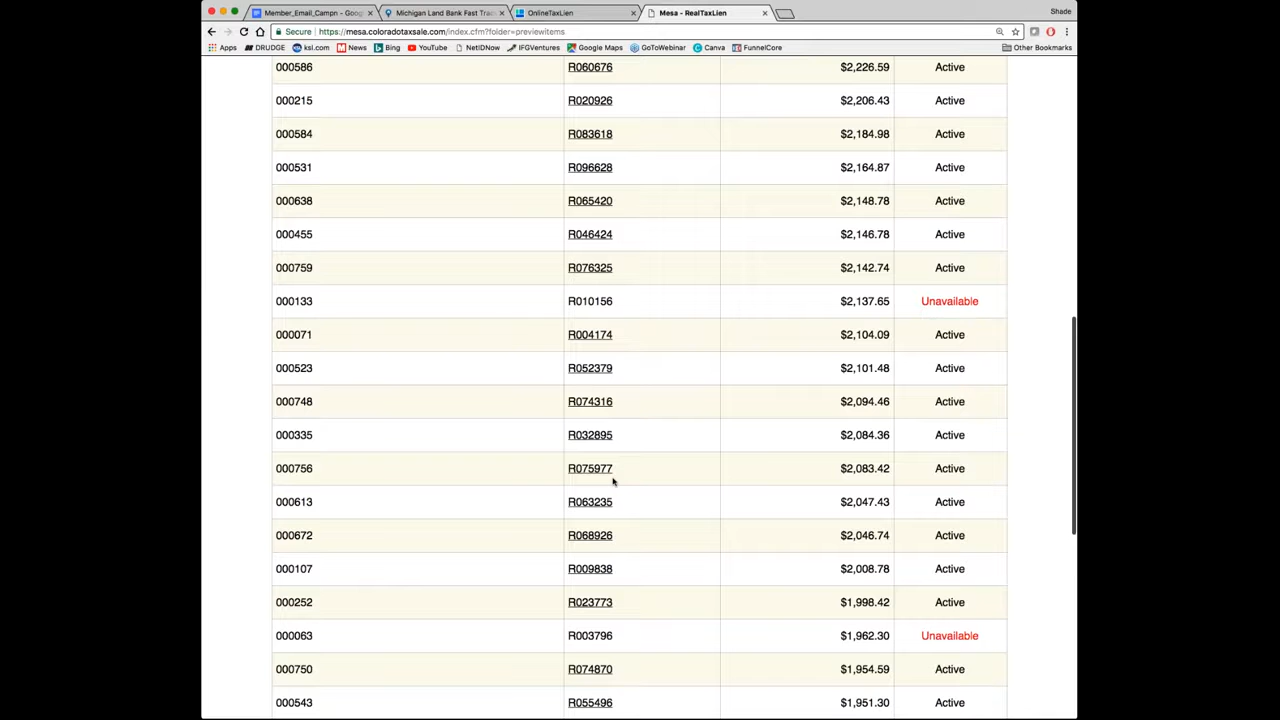 Member_Email_Campn - Goog
Michigan Land Bank Fast Trac
OnlineTaxLien
Mesa - RealTaxLien
Shade
Secure
https://mesa.coloradotaxsale.com/index.cfm?folder=previewitems
Apps DRUDGE ksl.com News Bing YouTube NetIDNow IFGVentures Google Maps GoToWebinar Canva FunnelCore Other Bookmarks
000586 R060676 $2,226.59 Active
000215 R020926 $2,206.43 Active
000584 R083618 $2,184.98 Active
000531 R096628 $2,164.87 Active
000638 R065420 $2,148.78 Active
000455 R046424 $2,146.78 Active
000759 R076325 $2,142.74 Active
000133 R010156 $2,137.65 Unavailable
000071 R004174 $2,104.09 Active
000523 R052379 $2,101.48 Active
000748 R074316 $2,094.46 Active
000335 R032895 $2,084.36 Active
000756 R075977 $2,083.42 Active
000613 R063235 $2,047.43 Active
000672 R068926 $2,046.74 Active
000107 R009838 $2,008.78 Active
000252 R023773 $1,998.42 Active
000063 R003796 $1,962.30 Unavailable
000750 R074870 $1,954.59 Active
000543 R055496 $1,951.30 Active